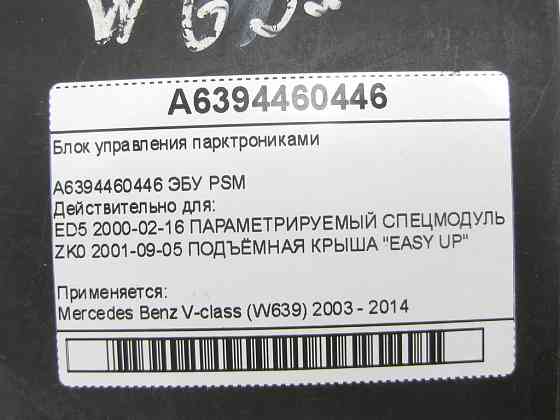 W639
A6394460446
Блок управления парктрониками
A6394460446 ЭБУ PSM
Действительно для:
ED5 2000-02-16 ПАРАМЕТРИРУЕМЫЙ СПЕЦМОДУЛЬ
ZK0 2001-09-05 ПОДЪЁМНАЯ КРЫША "EASY UP"
Применяется:
Mercedes Benz V-class (W639) 2003 - 2014